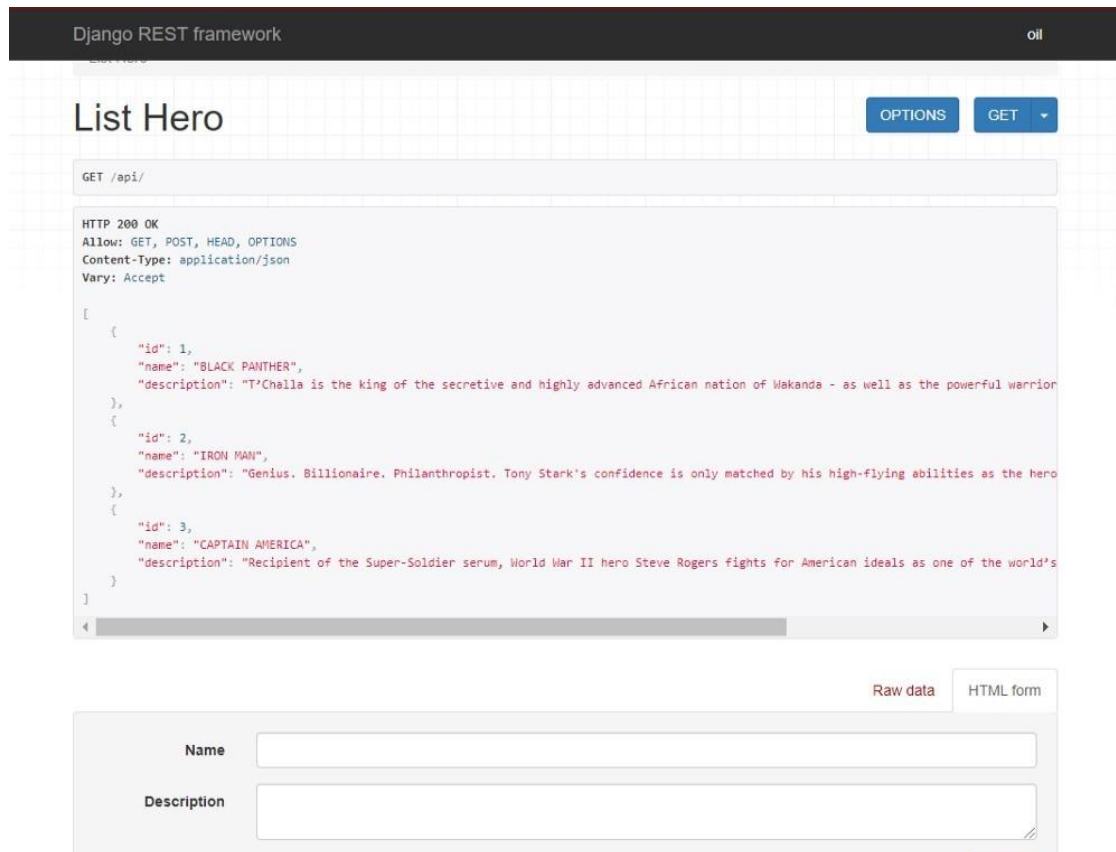 Django REST framework
oil
List Hero
List Hero
OPTIONS
GET
GET /api/
HTTP 200 OK
Allow: GET, POST, HEAD, OPTIONS
Content-Type: application/json
Vary: Accept
[
{
"id": 1,
"name": "BLACK PANTHER",
"description": "T’Challa is the king of the secretive and highly advanced African nation of Wakanda - as well as the powerful warrior
},
{
"id": 2,
"name": "IRON MAN",
"description": "Genius. Billionaire. Philanthropist. Tony Stark's confidence is only matched by his high-flying abilities as the hero
},
{
"id": 3,
"name": "CAPTAIN AMERICA",
"description": "Recipient of the Super-Soldier serum, World War II hero Steve Rogers fights for American ideals as one of the world’s
}
]
Raw data
HTML form
Name
Description